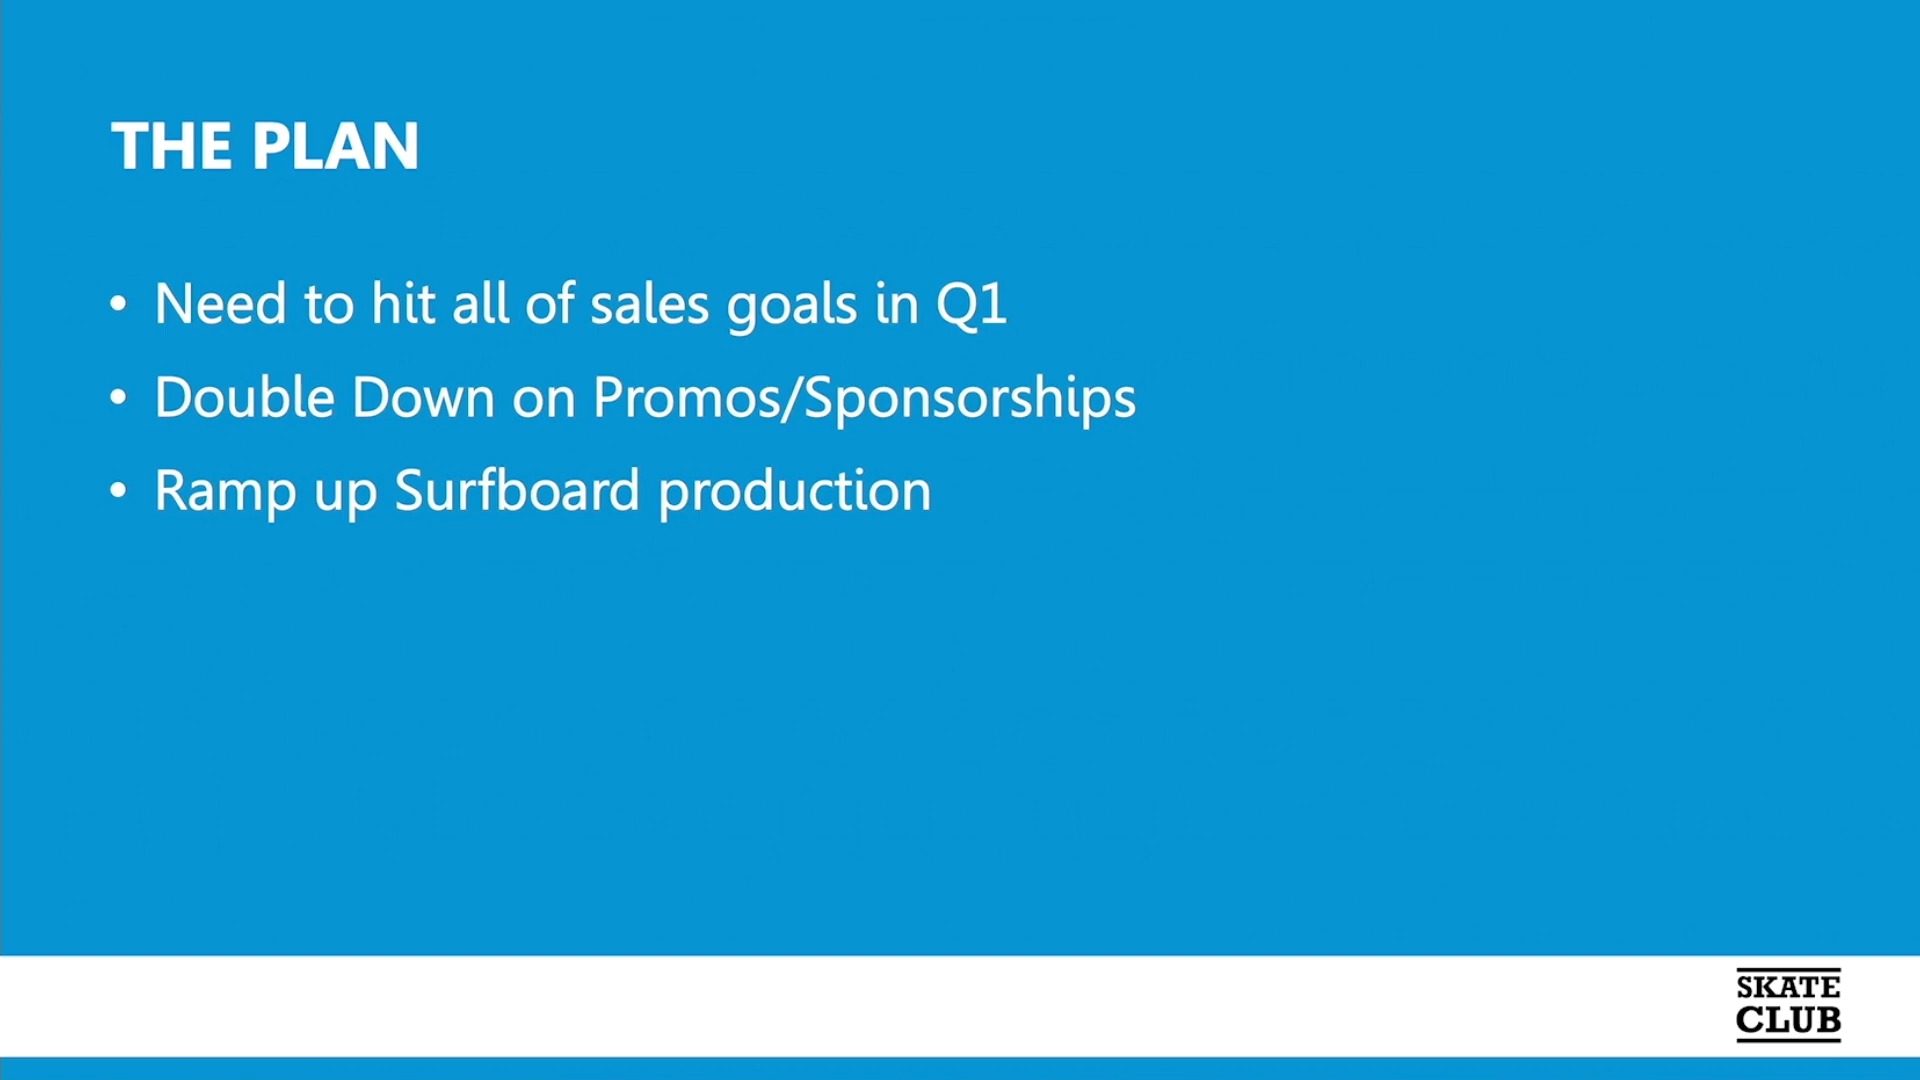 THE PLAN
• Need to hit all of sales goals in Q1
• Double Down on Promos/Sponsorships
• Ramp up Surfboard production
SKATE
CLUB